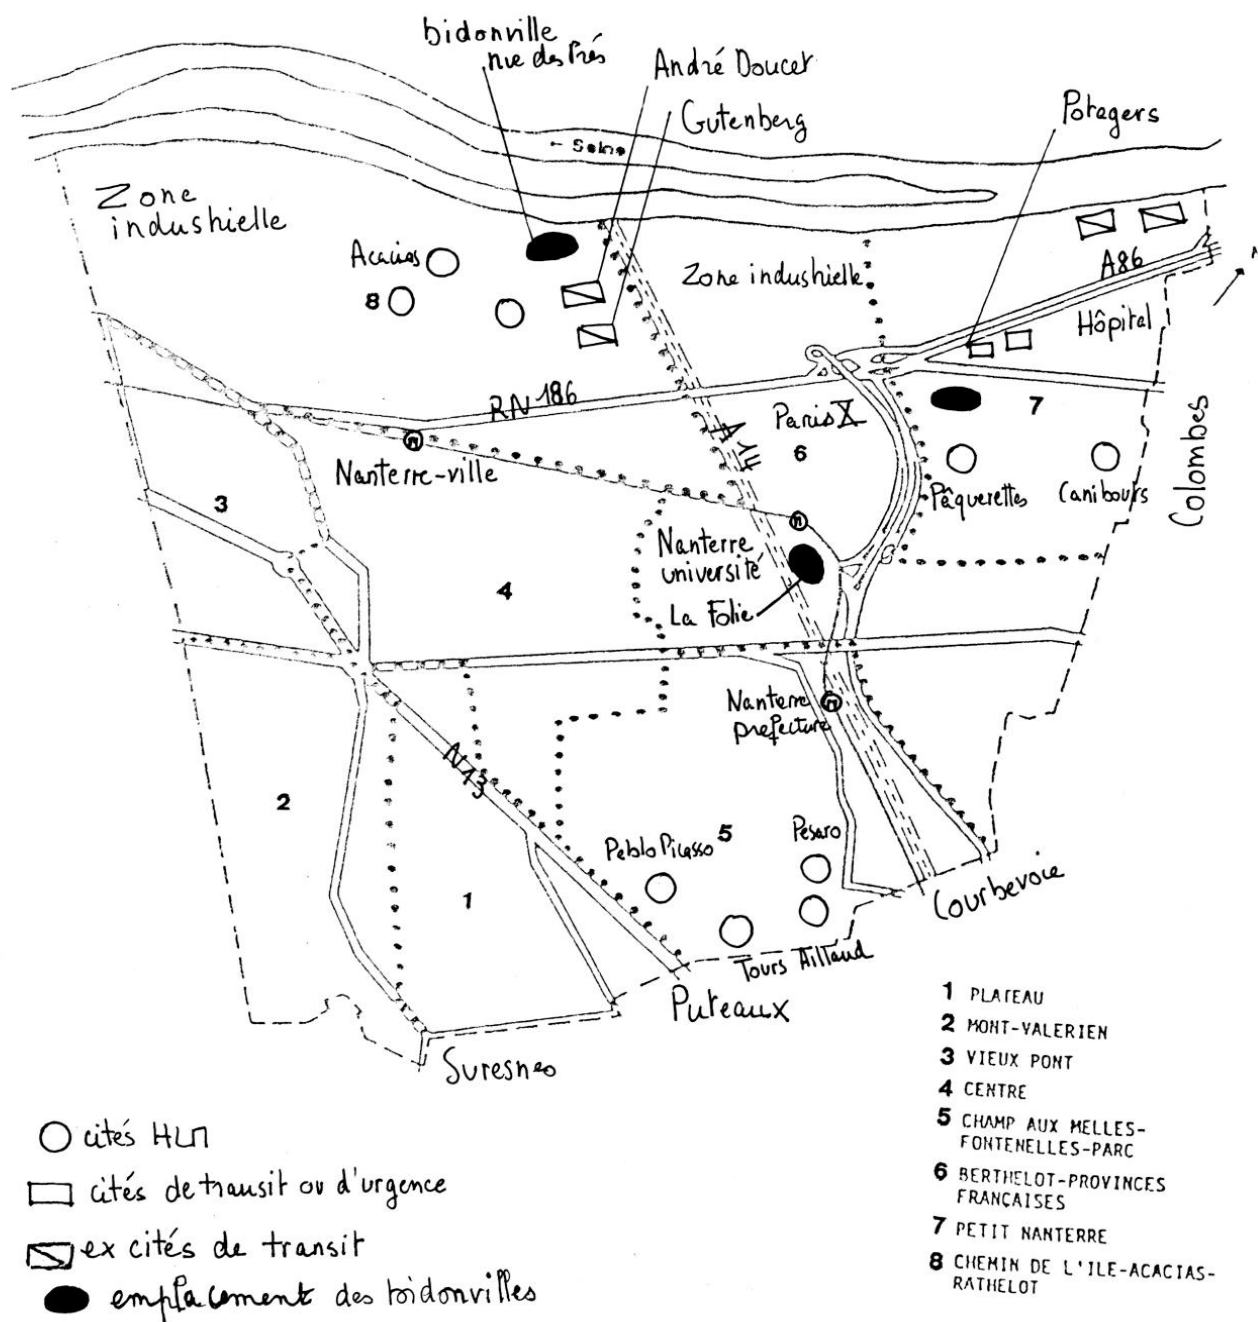 bidonville
rue des Prés
André Doucet
Gutenberg
Potagers
← Seine
Zone
industrielle
Acacias
8
Zone industrielle
A86
N
Hôpital
RN 186
A 14
Paris X
6
7
Nanterre-ville
Pâquerettes
Canibouts
Colombes
3
Nanterre
université
La Folie
4
Nanterre
prefecture
N13
2
5
Peblo Picasso
Pesaro
1
Tours Aillaud
Courbevoie
Puteaux
Suresnes
1 PLATEAU
2 MONT-VALERIEN
3 VIEUX PONT
4 CENTRE
5 CHAMP AUX MELLES-
FONTENELLES-PARC
6 BERTHELOT-PROVINCES
FRANÇAISES
7 PETIT NANTERRE
8 CHEMIN DE L'ILE-ACACIAS-
RATHELOT
cités HLM
cités de transit ou d'urgence
ex cités de transit
emplacement des bidonvilles